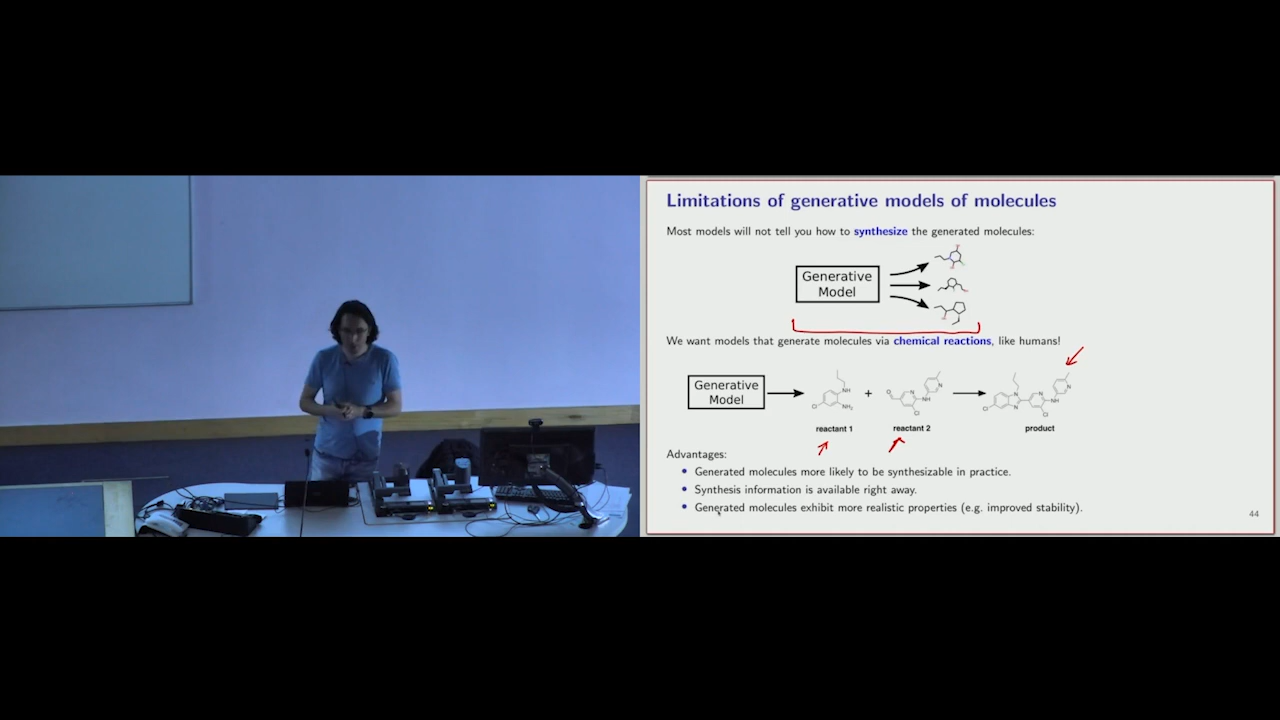 Limitations of generative models of molecules
Most models will not tell you how to synthesize the generated molecules:
Generative
Model
We want models that generate molecules via chemical reactions, like humans!
Generative
Model
+
reactant 1
reactant 2
product
Advantages:
Generated molecules more likely to be synthesizable in practice.
Synthesis information is available right away.
Generated molecules exhibit more realistic properties (e.g. improved stability).
44